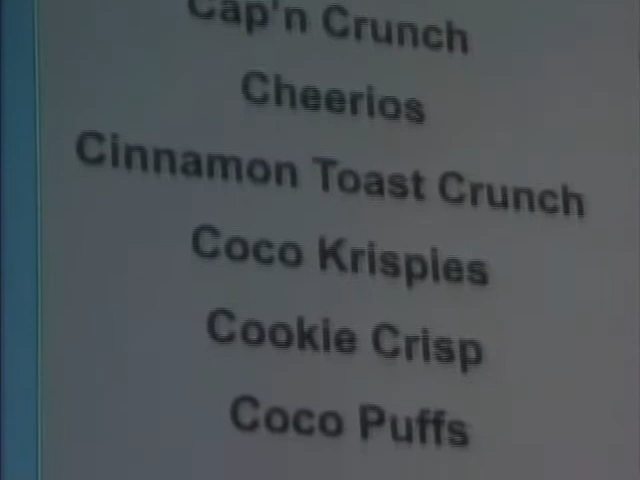 Cap'n Crunch
Cheerios
Cinnamon Toast Crunch
Coco Krispies
Cookie Crisp
Coco Puffs